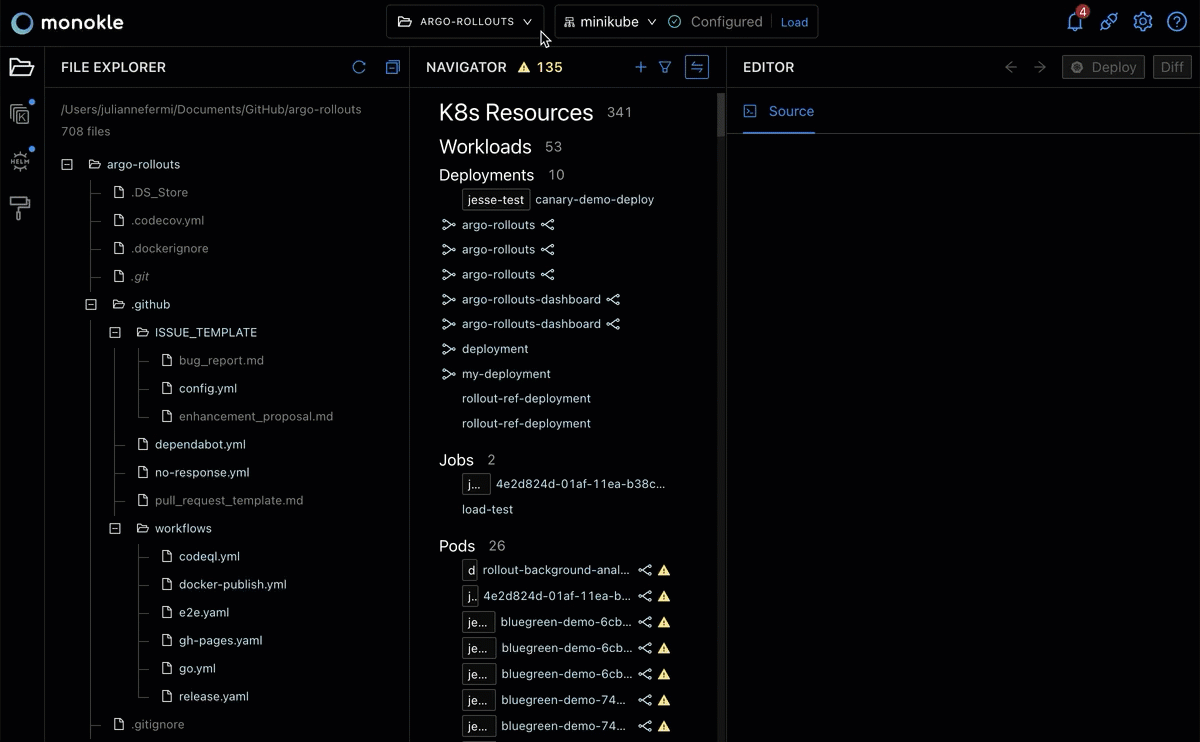 monokle
ARGO-ROLLOUTS
minikube
Configured
Load
4
FILE EXPLORER
/Users/juliannefermi/Documents/GitHub/argo-rollouts
708 files
argo-rollouts
.DS_Store
.codecov.yml
.dockerignore
.git
.github
ISSUE_TEMPLATE
bug_report.md
config.yml
enhancement_proposal.md
dependabot.yml
no-response.yml
pull_request_template.md
workflows
codeql.yml
docker-publish.yml
e2e.yaml
gh-pages.yaml
go.yml
release.yaml
.gitignore
K
HELM
NAVIGATOR 135
K8s Resources 341
Workloads 53
Deployments 10
jesse-test canary-demo-deploy
argo-rollouts
argo-rollouts
argo-rollouts
argo-rollouts-dashboard
argo-rollouts-dashboard
deployment
my-deployment
rollout-ref-deployment
rollout-ref-deployment
Jobs 2
j... 4e2d824d-01af-11ea-b38c...
load-test
Pods 26
d rollout-background-anal...
j.. 4e2d824d-01af-11ea-b...
je... bluegreen-demo-6cb...
je... bluegreen-demo-6cb...
je... bluegreen-demo-6cb...
je... bluegreen-demo-74...
je... bluegreen-demo-74...
EDITOR
Deploy
Diff
Source